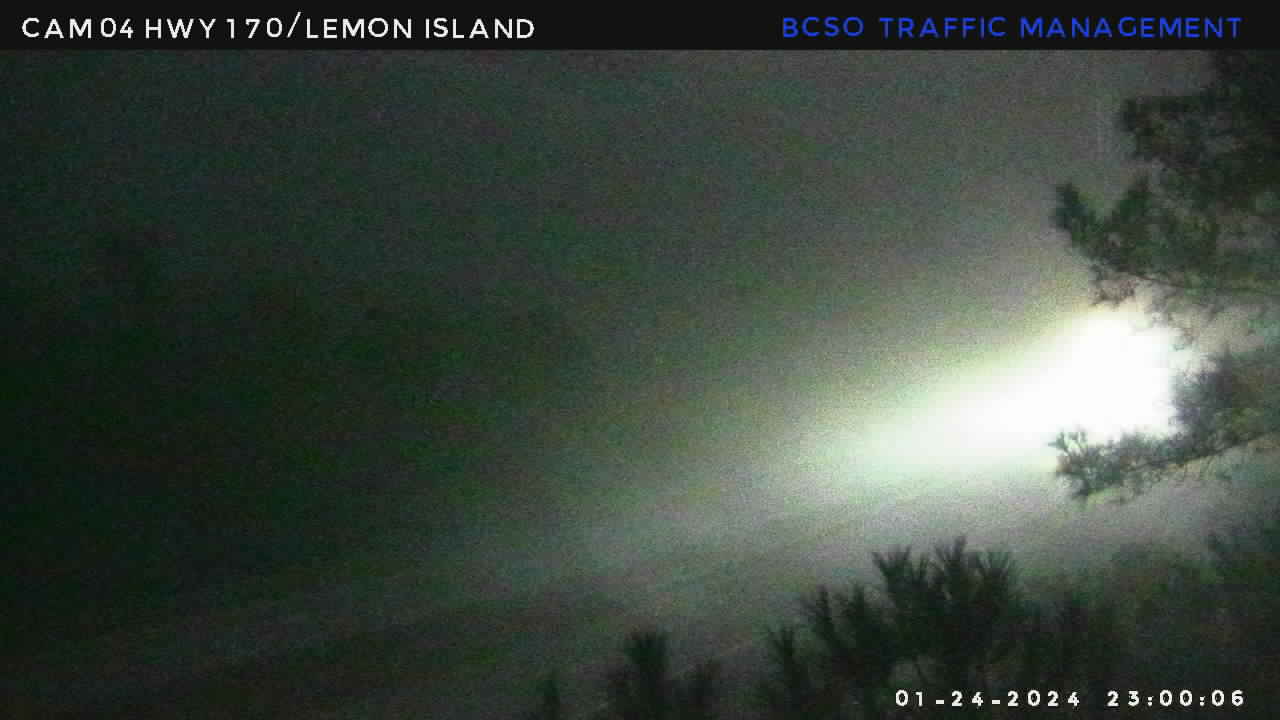 CAM04 HWY 170/LEMON ISLAND
BCSO TRAFFIC MANAGEMENT
01-24-2024 23:00:06